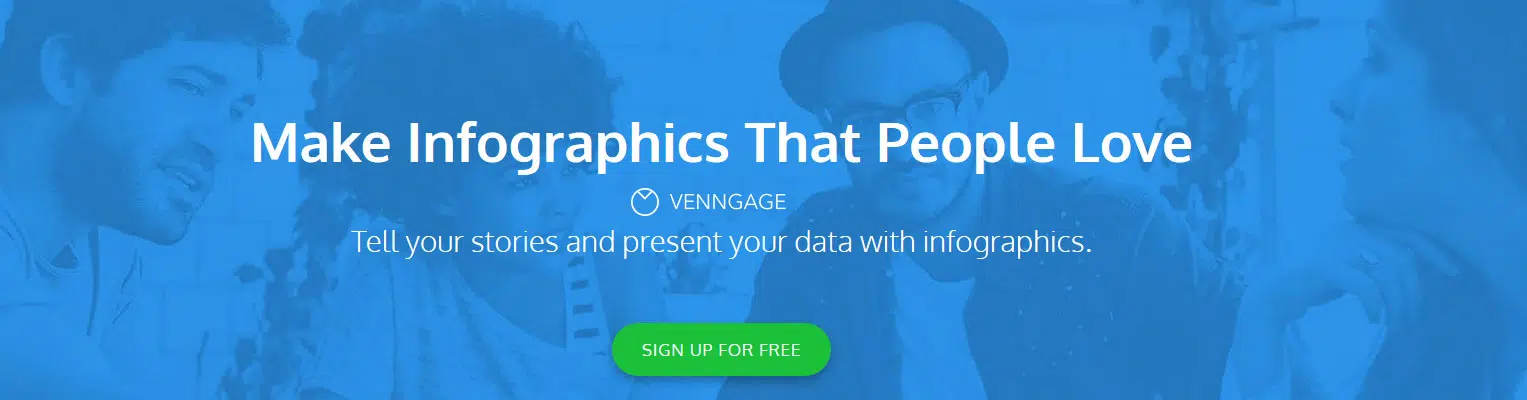 Make Infographics That People Love
VENNGAGE
Tell your stories and present your data with infographics.
SIGN UP FOR FREE